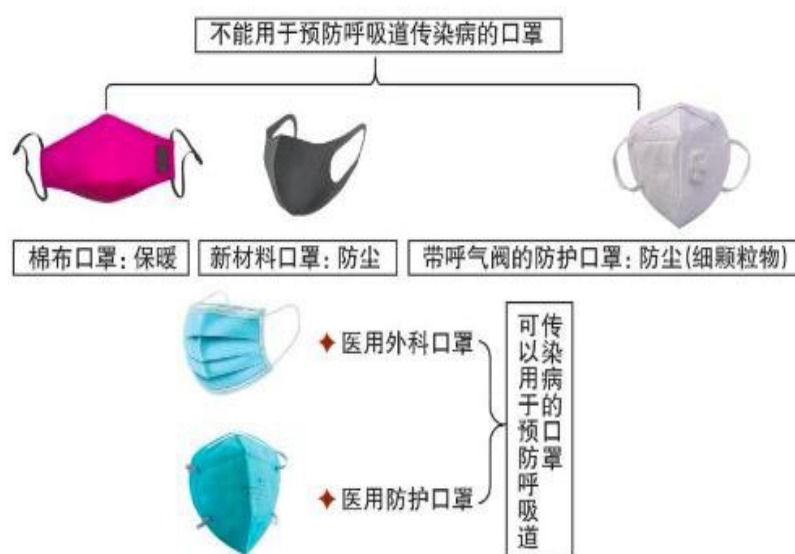 不能用于预防呼吸道传染病的口罩
棉布口罩：保暖
新材料口罩：防尘
带呼气阀的防护口罩：防尘(细颗粒物)
医用外科口罩
医用防护口罩
可以用于预防呼吸道
传染病的口罩